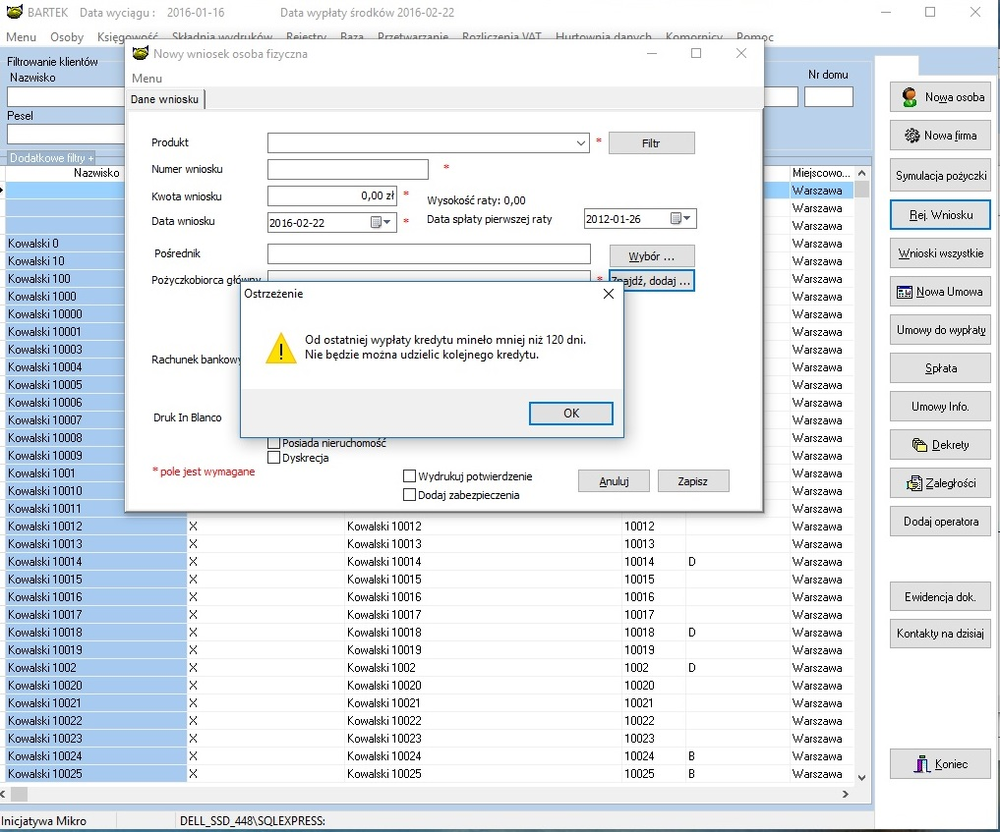 BARTEK Data wyciągu : 2016-01-16 Data wypłaty środków 2016-02-22
Menu Osoby Księgowość Składnia wydruków Rejestry Baza Przetwarzanie Rozliczenia VAT Hurtownia danych Komornicy Pomoc
Filtrowanie klientów
Nazwisko
Nr domu
Pesel
Dodatkowe filtry +
Nazwisko
Miejscowo...
Warszawa
Warszawa
Warszawa
Kowalski 0 Warszawa
Kowalski 10 Warszawa
Kowalski 100 Warszawa
Kowalski 1000 Warszawa
Kowalski 10000 Warszawa
Kowalski 10001 Warszawa
Kowalski 10003 Warszawa
Kowalski 10004 Warszawa
Kowalski 10005 Warszawa
Kowalski 10006 Warszawa
Kowalski 10007 Warszawa
Kowalski 10008 Warszawa
Kowalski 10009 Warszawa
Kowalski 1001 Warszawa
Kowalski 10010 Warszawa
Kowalski 10011 Warszawa
Kowalski 10012 X Kowalski 10012 10012 Warszawa
Kowalski 10013 X Kowalski 10013 10013 Warszawa
Kowalski 10014 X Kowalski 10014 10014 D Warszawa
Kowalski 10015 X Kowalski 10015 10015 Warszawa
Kowalski 10016 X Kowalski 10016 10016 Warszawa
Kowalski 10017 X Kowalski 10017 10017 Warszawa
Kowalski 10018 X Kowalski 10018 10018 D Warszawa
Kowalski 10019 X Kowalski 10019 10019 Warszawa
Kowalski 1002 X Kowalski 1002 1002 D Warszawa
Kowalski 10020 X Kowalski 10020 10020 Warszawa
Kowalski 10021 X Kowalski 10021 10021 Warszawa
Kowalski 10022 X Kowalski 10022 10022 Warszawa
Kowalski 10023 X Kowalski 10023 10023 Warszawa
Kowalski 10024 X Kowalski 10024 10024 B Warszawa
Kowalski 10025 X Kowalski 10025 10025 B Warszawa
Inicjatywa Mikro DELL_SSD_448\SQLEXPRESS:
Nowy wniosek osoba fizyczna
Menu
Dane wniosku
Produkt * Filtr
Numer wniosku *
Kwota wniosku 0,00 zł * Wysokość raty: 0,00
Data wniosku 2016-02-22 * Data spłaty pierwszej raty 2012-01-26
Pośrednik Wybór ...
Pożyczkobiorca główny * Znajdź, dodaj ...
Rachunek bankowy
Druk In Blanco
Posiada nieruchomość
Dyskrecja
* pole jest wymagane
Wydrukuj potwierdzenie
Dodaj zabezpieczenia
Anuluj Zapisz
Ostrzeżenie
Od ostatniej wypłaty kredytu mineło mniej niż 120 dni.
Nie będzie można udzielic kolejnego kredytu.
OK
Nowa osoba
Nowa firma
Symulacja pożyczki
Rej. Wniosku
Wnioski wszystkie
Nowa Umowa
Umowy do wypłaty
Spłata
Umowy Info.
Dekrety
Zaległości
Dodaj operatora
Ewidencja dok.
Kontakty na dzisiaj
Koniec